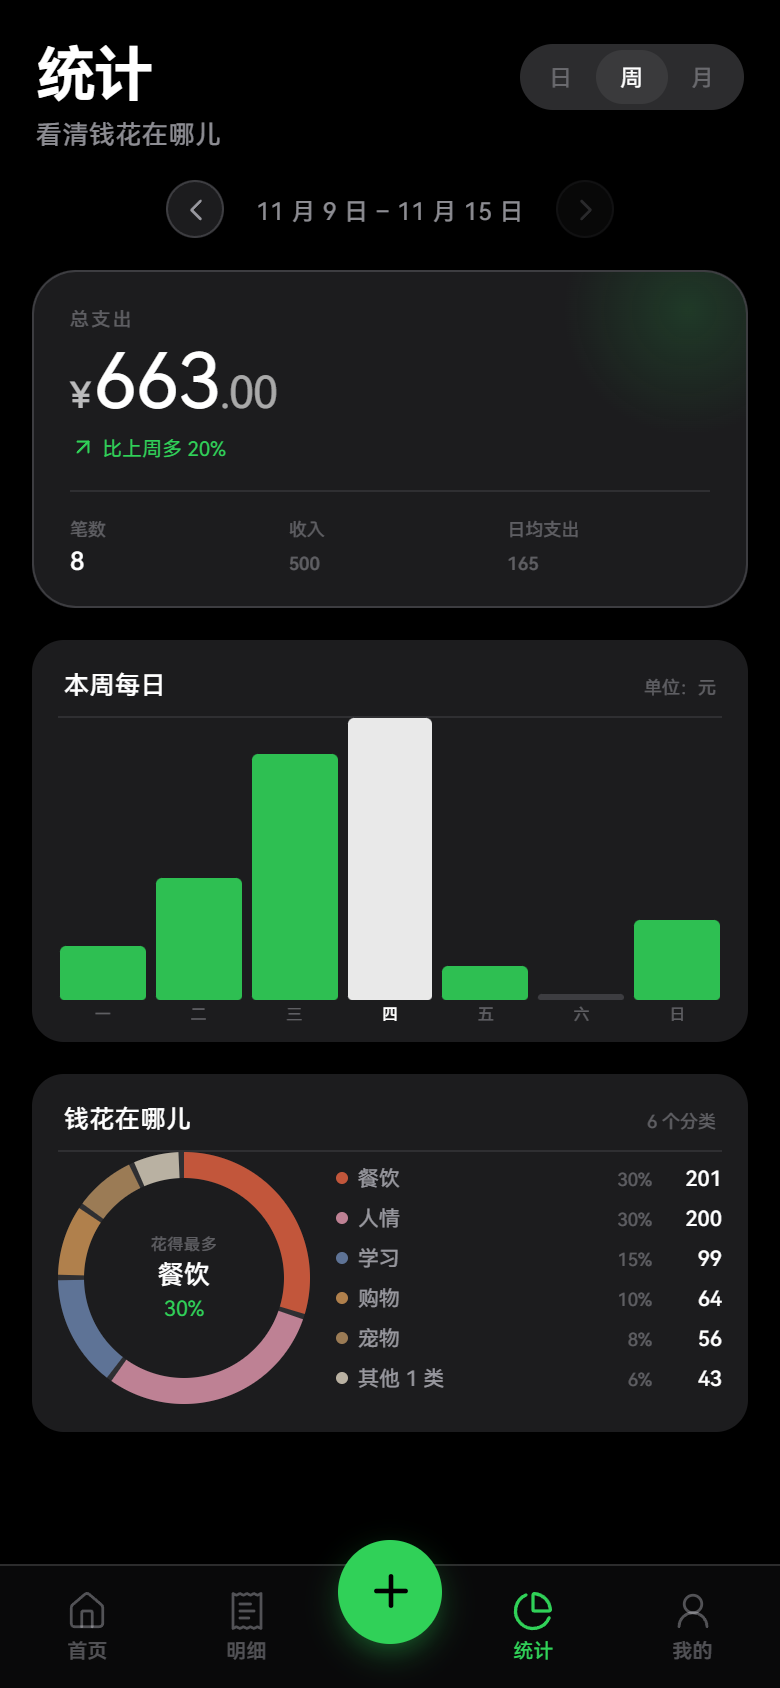 统计
日 周 月
看清钱花在哪儿
11 月 9 日 – 11 月 15 日
总支出
¥663.00
比上周多 20%
笔数 收入 日均支出
8 500 165
本周每日 单位：元
一 二 三 四 五 六 日
钱花在哪儿 6 个分类
花得最多
餐饮
30%
餐饮 30% 201
人情 30% 200
学习 15% 99
购物 10% 64
宠物 8% 56
其他 1 类 6% 43
首页 明细 统计 我的